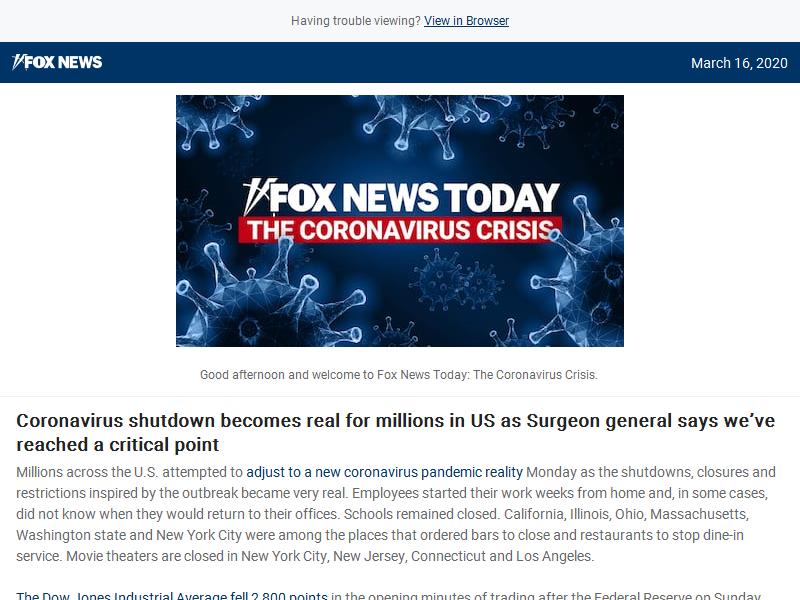 Having trouble viewing? View in Browser
FOX NEWS
March 16, 2020
FOX NEWS TODAY
THE CORONAVIRUS CRISIS
Good afternoon and welcome to Fox News Today: The Coronavirus Crisis.
Coronavirus shutdown becomes real for millions in US as Surgeon general says we’ve
reached a critical point
Millions across the U.S. attempted to adjust to a new coronavirus pandemic reality Monday as the shutdowns, closures and
restrictions inspired by the outbreak became very real. Employees started their work weeks from home and, in some cases,
did not know when they would return to their offices. Schools remained closed. California, Illinois, Ohio, Massachusetts,
Washington state and New York City were among the places that ordered bars to close and restaurants to stop dine-in
service. Movie theaters are closed in New York City, New Jersey, Connecticut and Los Angeles.
The Dow Jones Industrial Average fell 2,800 points in the opening minutes of trading after the Federal Reserve on Sunday